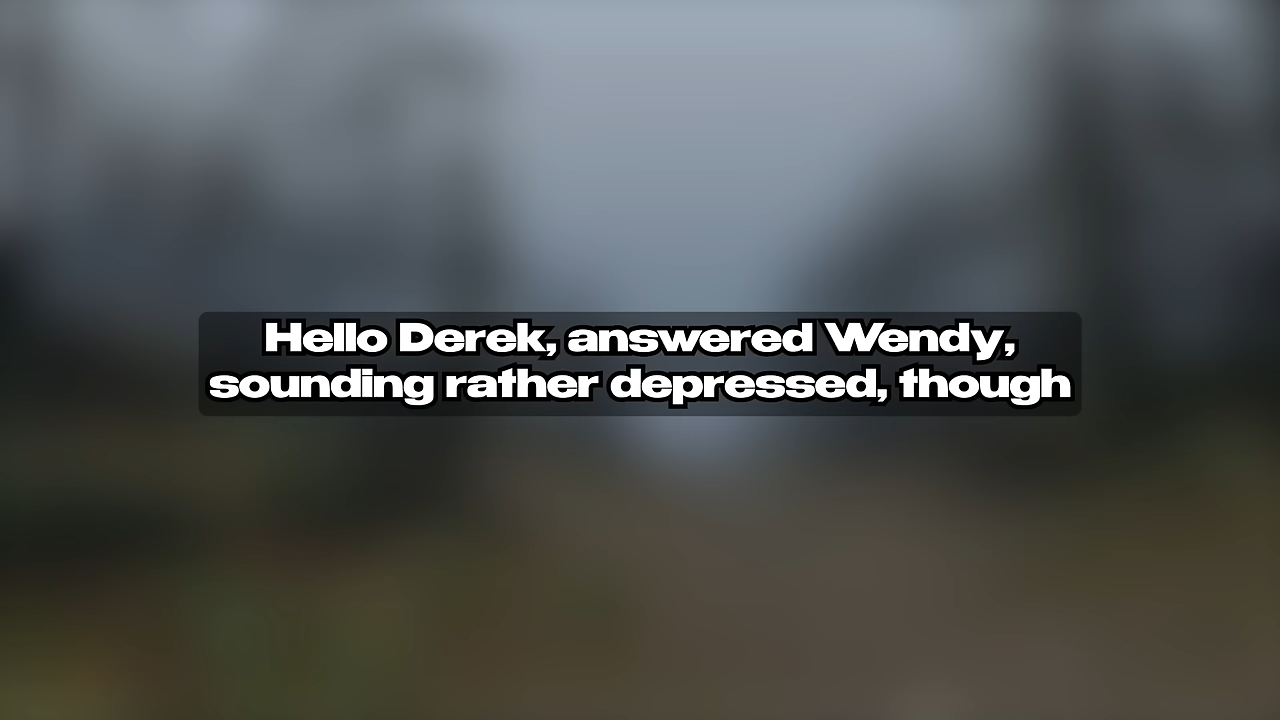 Hello Derek, answered Wendy,
sounding rather depressed, though